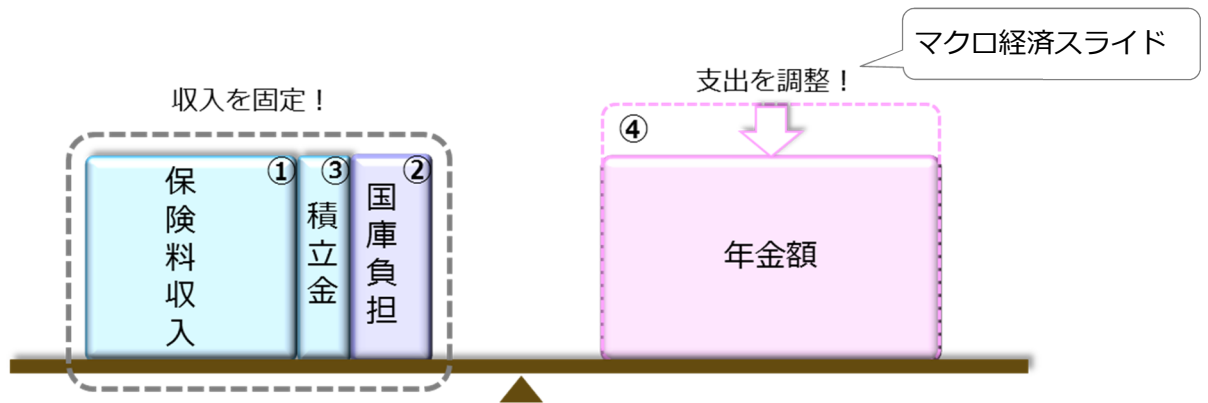 マクロ経済スライド
支出を調整！
収入を固定！
①
保険料収入
③
積立金
②
国庫負担
④
年金額